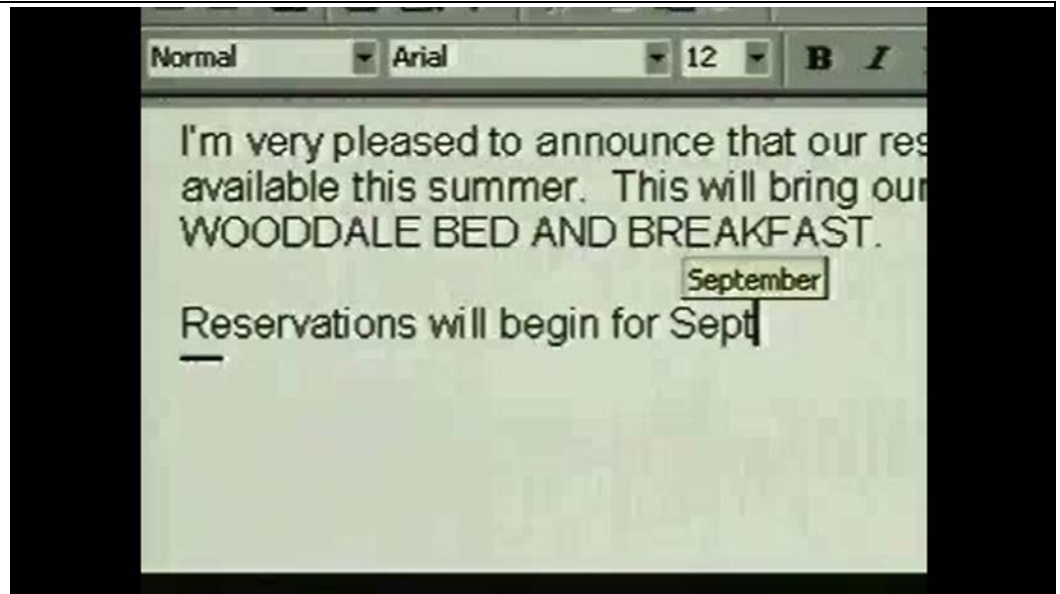 Normal Arial 12 B I
I'm very pleased to announce that our res
available this summer. This will bring our
WOODDALE BED AND BREAKFAST.
September
Reservations will begin for Sept